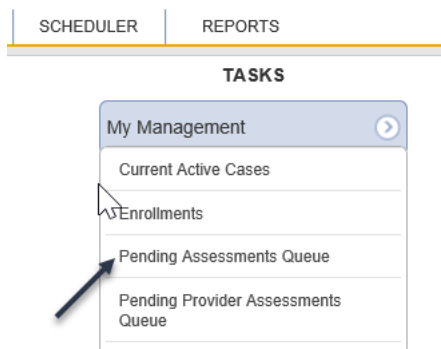 SCHEDULER REPORTS
TASKS
My Management
Current Active Cases
Enrollments
Pending Assessments Queue
Pending Provider Assessments
Queue